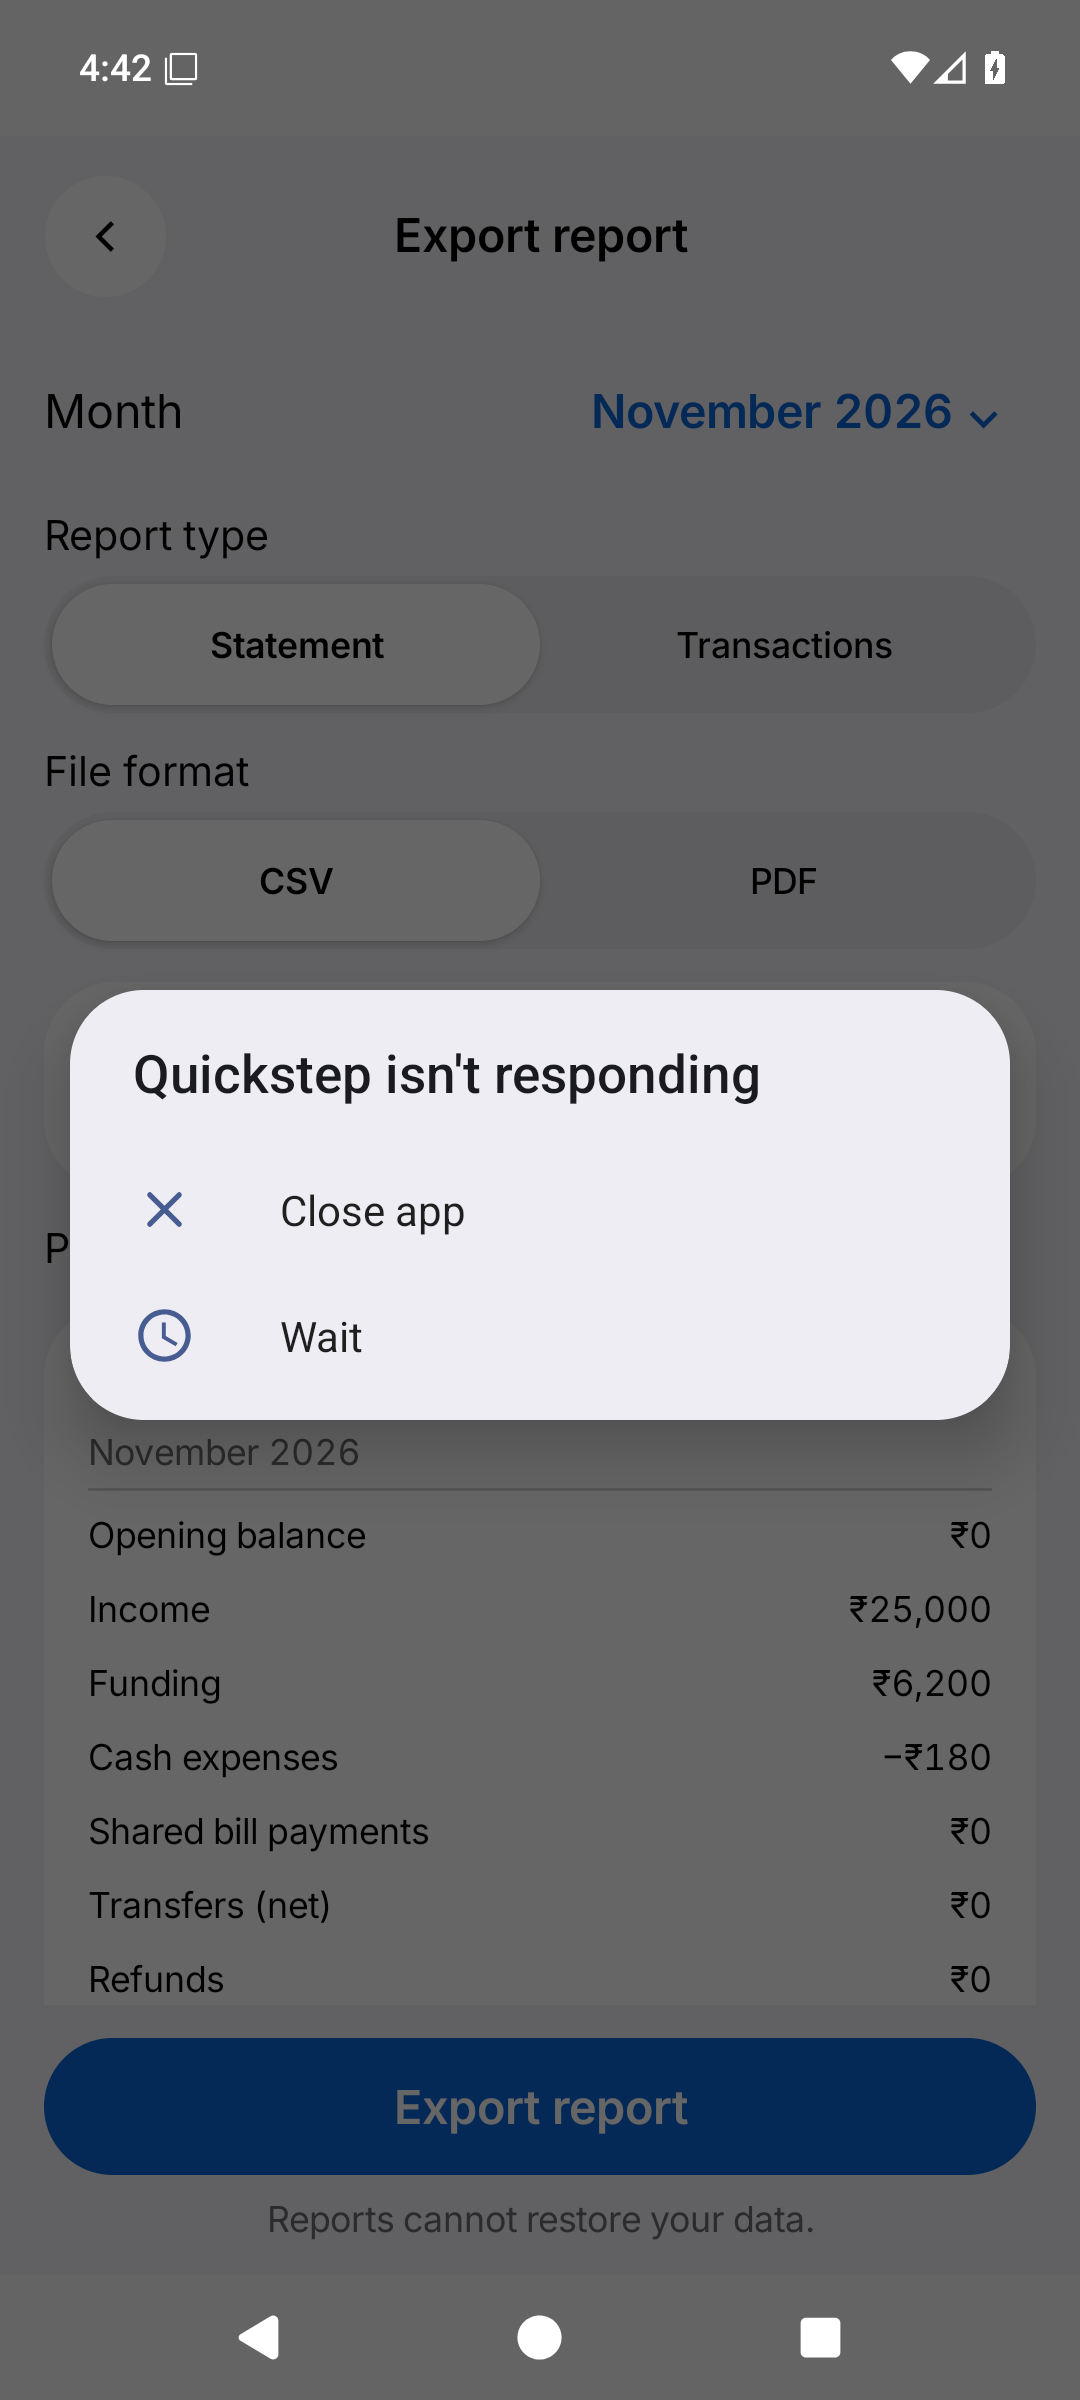 4:42
Export report
Month
November 2026
Report type
Statement
Transactions
File format
CSV
PDF
Quickstep isn't responding
Close app
Wait
November 2026
Opening balance
₹0
Income
₹25,000
Funding
₹6,200
Cash expenses
−₹180
Shared bill payments
₹0
Transfers (net)
₹0
Refunds
₹0
Export report
Reports cannot restore your data.